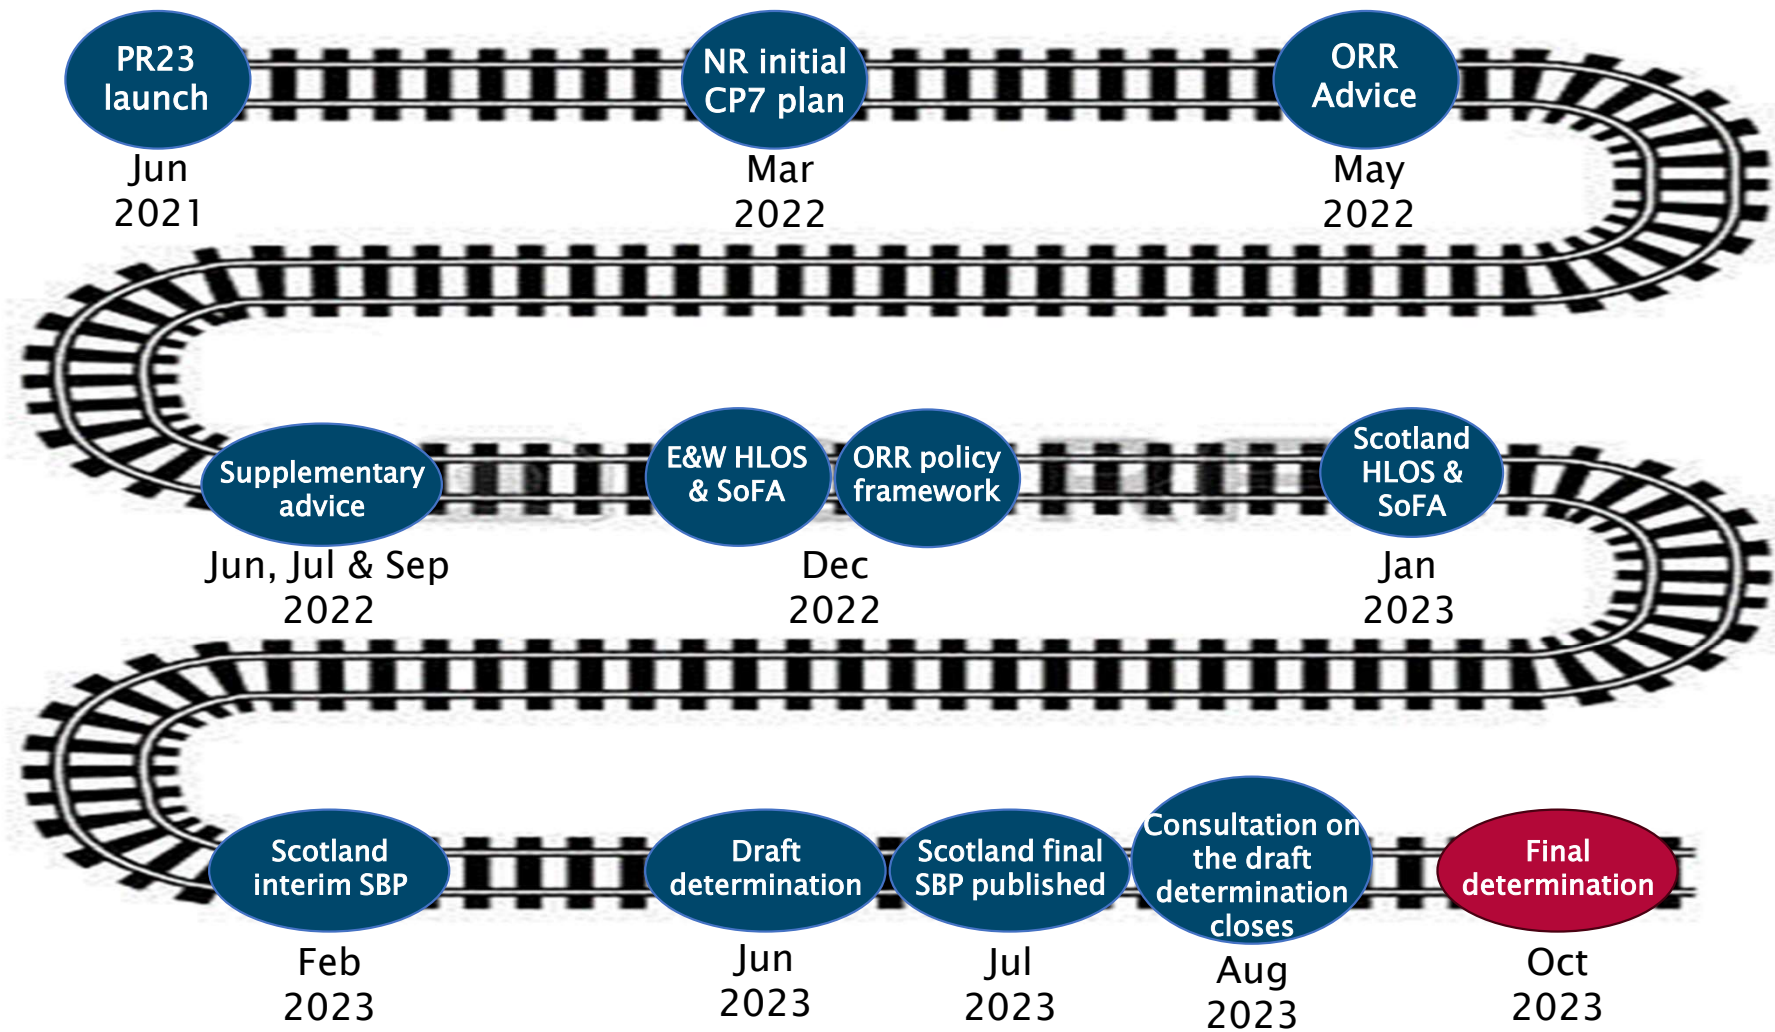 PR23
launch
Jun
2021
NR initial
CP7 plan
Mar
2022
ORR
Advice
May
2022
Supplementary
advice
Jun, Jul & Sep
2022
E&W HLOS
& SoFA
ORR policy
framework
Dec
2022
Scotland
HLOS &
SoFA
Jan
2023
Scotland
interim SBP
Feb
2023
Draft
determination
Jun
2023
Scotland final
SBP published
Jul
2023
Consultation on
the draft
determination
closes
Aug
2023
Final
determination
Oct
2023